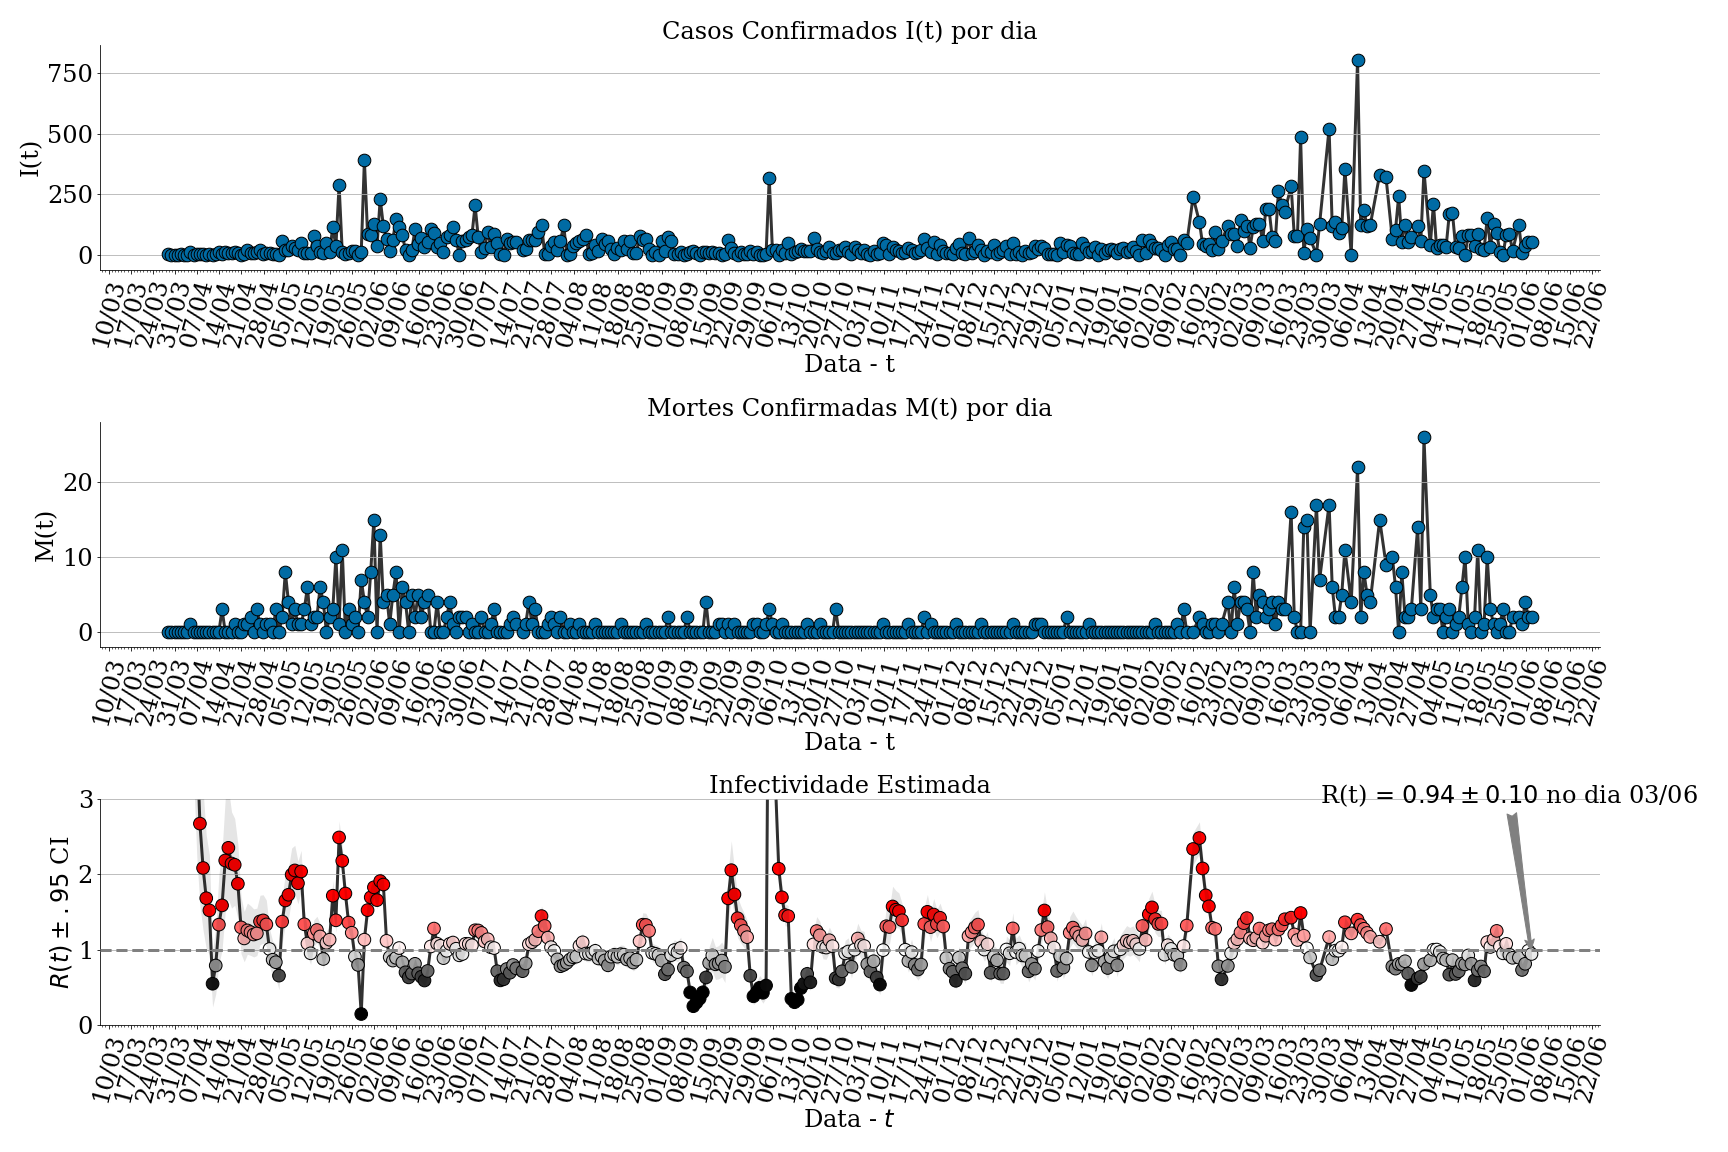 Casos Confirmados I(t) por dia
I(t)
750
500
250
0
10/03 17/03 24/03 31/03 07/04 14/04 21/04 28/04 05/05 12/05 19/05 26/05 02/06 09/06 16/06 23/06 30/06 07/07 14/07 21/07 28/07 04/08 11/08 18/08 25/08 01/09 08/09 15/09 22/09 29/09 06/10 13/10 20/10 27/10 03/11 10/11 17/11 24/11 01/12 08/12 15/12 22/12 29/12 05/01 12/01 19/01 26/01 02/02 09/02 16/02 23/02 02/03 09/03 16/03 23/03 30/03 06/04 13/04 20/04 27/04 04/05 11/05 18/05 25/05 01/06 08/06 15/06 22/06
Data - t
Mortes Confirmadas M(t) por dia
M(t)
20
10
0
10/03 17/03 24/03 31/03 07/04 14/04 21/04 28/04 05/05 12/05 19/05 26/05 02/06 09/06 16/06 23/06 30/06 07/07 14/07 21/07 28/07 04/08 11/08 18/08 25/08 01/09 08/09 15/09 22/09 29/09 06/10 13/10 20/10 27/10 03/11 10/11 17/11 24/11 01/12 08/12 15/12 22/12 29/12 05/01 12/01 19/01 26/01 02/02 09/02 16/02 23/02 02/03 09/03 16/03 23/03 30/03 06/04 13/04 20/04 27/04 04/05 11/05 18/05 25/05 01/06 08/06 15/06 22/06
Data - t
Infectividade Estimada
R(t) = 0.94 ± 0.10 no dia 03/06
R(t) ± .95 CI
3
2
1
0
10/03 17/03 24/03 31/03 07/04 14/04 21/04 28/04 05/05 12/05 19/05 26/05 02/06 09/06 16/06 23/06 30/06 07/07 14/07 21/07 28/07 04/08 11/08 18/08 25/08 01/09 08/09 15/09 22/09 29/09 06/10 13/10 20/10 27/10 03/11 10/11 17/11 24/11 01/12 08/12 15/12 22/12 29/12 05/01 12/01 19/01 26/01 02/02 09/02 16/02 23/02 02/03 09/03 16/03 23/03 30/03 06/04 13/04 20/04 27/04 04/05 11/05 18/05 25/05 01/06 08/06 15/06 22/06
Data - t